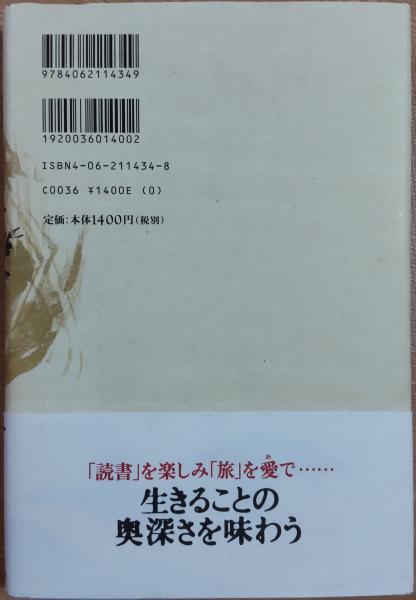 9784062114349
1920036014002
ISBN4-06-211434-8
C0036 ¥1400E (0)
定価:本体1400円(税別)
「読書」を楽しみ「旅」を愛で……
め
生きることの
奥深さを味わう